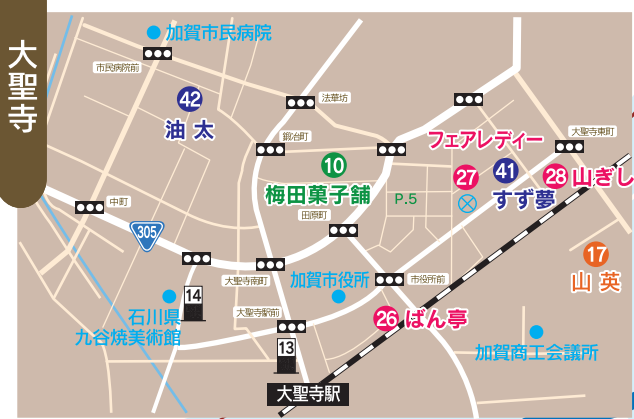 大聖寺
加賀市民病院
市民病院前
42
油太
法華坊
鍛冶町
10
梅田菓子舗
P.5
フェアレディー
27
41
すず夢
28 山ぎし
大聖寺東町
17
山英
中町
305
田原町
大聖寺南町
加賀市役所
市役所前
14
石川県
九谷焼美術館
大聖寺駅前
13
26 ばん亭
加賀商工会議所
大聖寺駅